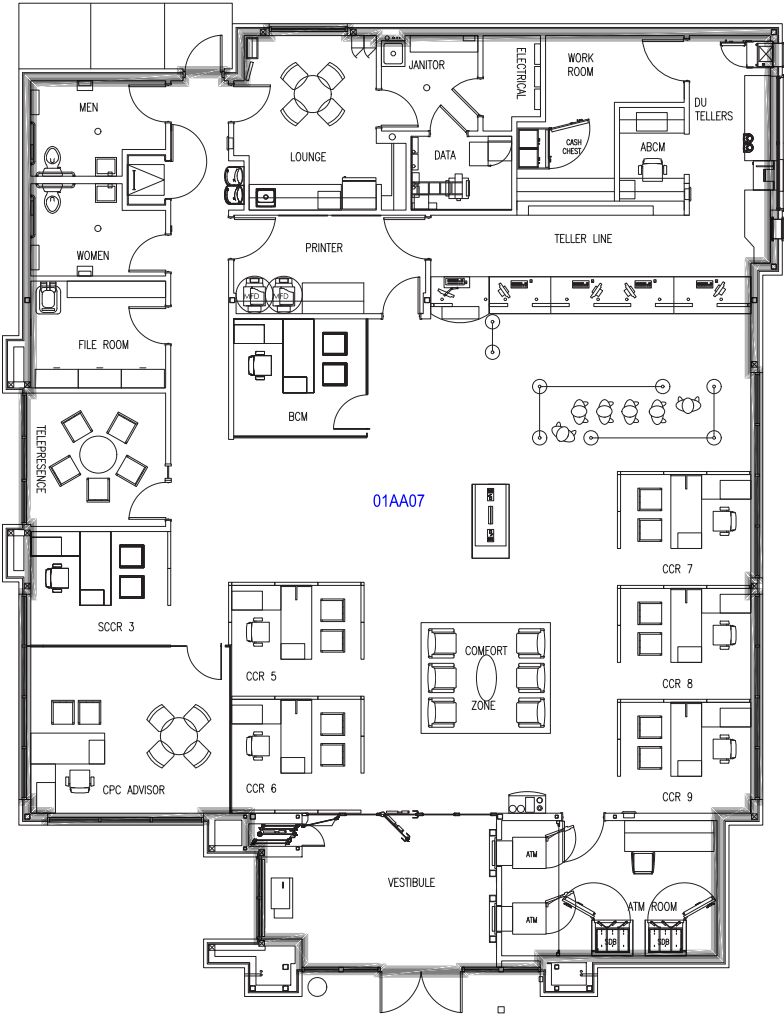 MEN
JANITOR
ELECTRICAL
WORK
ROOM
DU
TELLERS
LOUNGE
DATA
CASH
CHEST
ABCM
WOMEN
PRINTER
TELLER LINE
MFD
MFD
FILE ROOM
BCM
TELEPRESENCE
01AA07
CCR 7
SCCR 3
CCR 5
COMFORT
ZONE
CCR 8
CPC ADVISOR
CCR 6
CCR 9
ATM
VESTIBULE
ATM
ATM ROOM
SDB
SDB